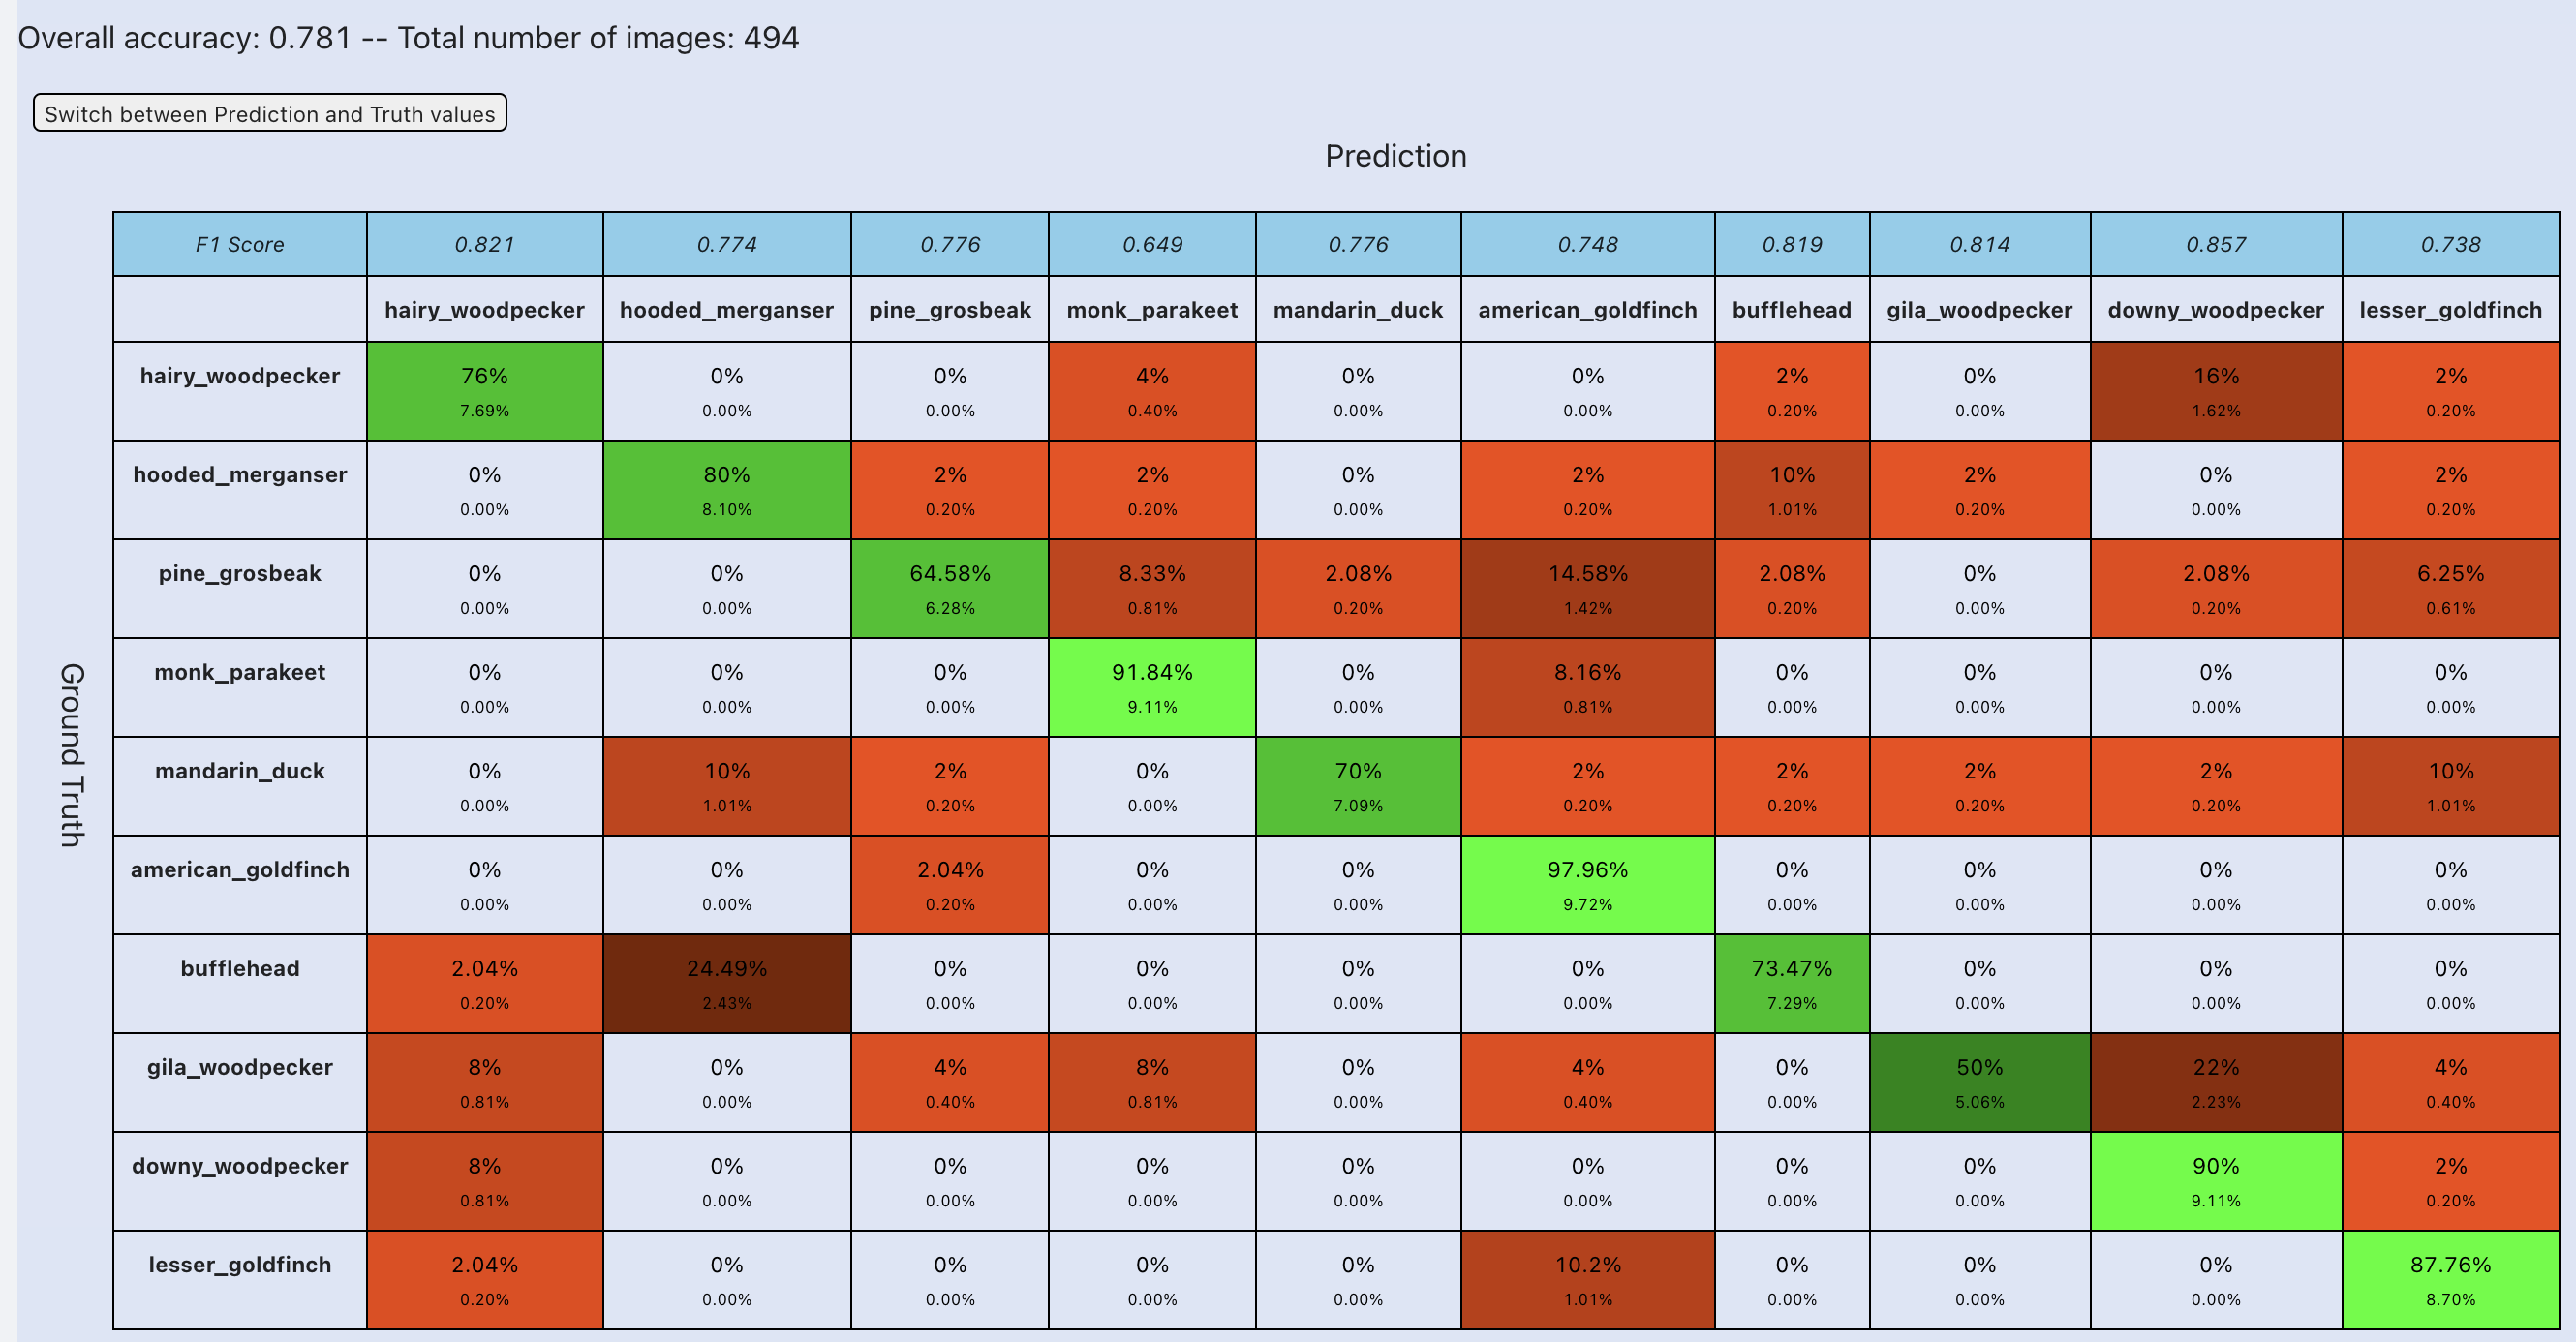 Overall accuracy: 0.781 -- Total number of images: 494
Switch between Prediction and Truth values
Prediction
F1 Score 0.821 0.774 0.776 0.649 0.776 0.748 0.819 0.814 0.857 0.738
hairy_woodpecker hooded_merganser pine_grosbeak monk_parakeet mandarin_duck american_goldfinch bufflehead gila_woodpecker downy_woodpecker lesser_goldfinch
hairy_woodpecker 76% 0% 0% 4% 0% 0% 2% 0% 16% 2%
7.69% 0.00% 0.00% 0.40% 0.00% 0.00% 0.20% 0.00% 1.62% 0.20%
hooded_merganser 0% 80% 2% 2% 0% 2% 10% 2% 0% 2%
0.00% 8.10% 0.20% 0.20% 0.00% 0.20% 1.01% 0.20% 0.00% 0.20%
pine_grosbeak 0% 0% 64.58% 8.33% 2.08% 14.58% 2.08% 0% 2.08% 6.25%
0.00% 0.00% 6.28% 0.81% 0.20% 1.42% 0.20% 0.00% 0.20% 0.61%
monk_parakeet 0% 0% 0% 91.84% 0% 8.16% 0% 0% 0% 0%
0.00% 0.00% 0.00% 9.11% 0.00% 0.81% 0.00% 0.00% 0.00% 0.00%
Ground Truth
mandarin_duck 0% 10% 2% 0% 70% 2% 2% 2% 2% 10%
0.00% 1.01% 0.20% 0.00% 7.09% 0.20% 0.20% 0.20% 0.20% 1.01%
american_goldfinch 0% 0% 2.04% 0% 0% 97.96% 0% 0% 0% 0%
0.00% 0.00% 0.20% 0.00% 0.00% 9.72% 0.00% 0.00% 0.00% 0.00%
bufflehead 2.04% 24.49% 0% 0% 0% 0% 73.47% 0% 0% 0%
0.20% 2.43% 0.00% 0.00% 0.00% 0.00% 7.29% 0.00% 0.00% 0.00%
gila_woodpecker 8% 0% 4% 8% 0% 4% 0% 50% 22% 4%
0.81% 0.00% 0.40% 0.81% 0.00% 0.40% 0.00% 5.06% 2.23% 0.40%
downy_woodpecker 8% 0% 0% 0% 0% 0% 0% 0% 90% 2%
0.81% 0.00% 0.00% 0.00% 0.00% 0.00% 0.00% 0.00% 9.11% 0.20%
lesser_goldfinch 2.04% 0% 0% 0% 0% 10.2% 0% 0% 0% 87.76%
0.20% 0.00% 0.00% 0.00% 0.00% 1.01% 0.00% 0.00% 0.00% 8.70%